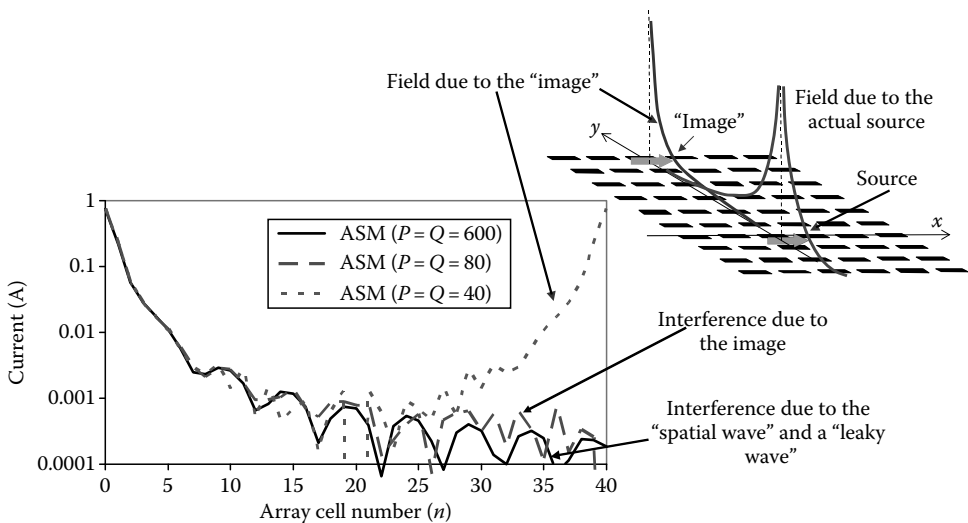 Field due to the “image”
y
“Image”
Field due to the
actual source
Source
x
1
0.1
0.01
0.001
0.0001
Current (A)
ASM (P = Q = 600)
ASM (P = Q = 80)
ASM (P = Q = 40)
Interference due to
the image
Interference due to the
“spatial wave” and a “leaky
wave”
0 5 10 15 20 25 30 35 40
Array cell number (n)